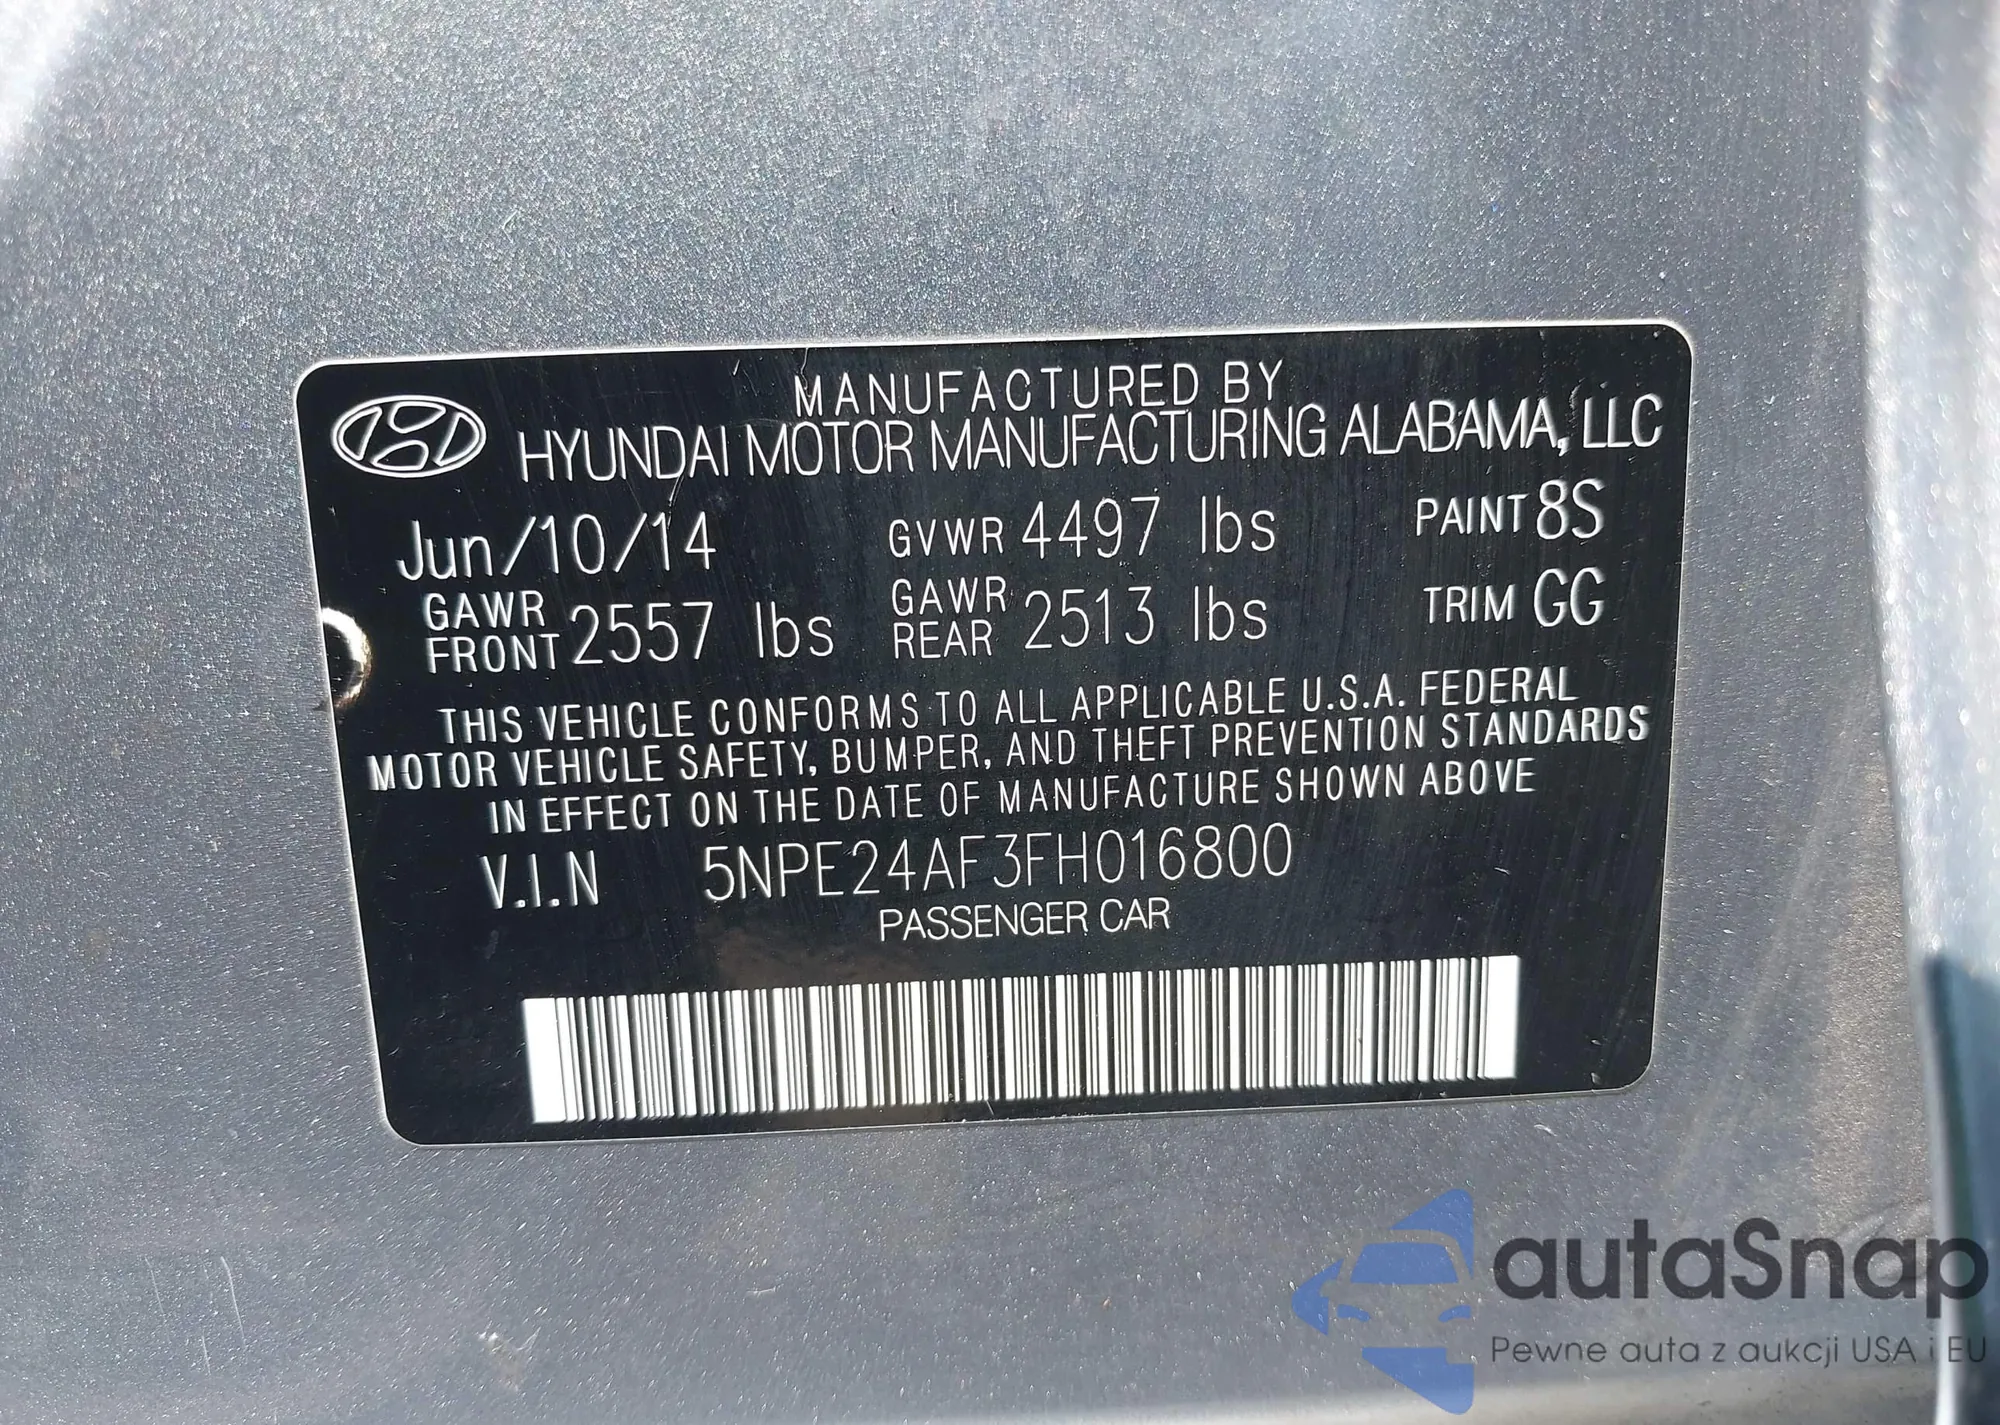 MANUFACTURED BY
HYUNDAI MOTOR MANUFACTURING ALABAMA, LLC
Jun/10/14 GVWR 4497 lbs PAINT 8S
GAWR FRONT 2557 lbs GAWR REAR 2513 lbs TRIM GG
THIS VEHICLE CONFORMS TO ALL APPLICABLE U.S.A. FEDERAL
MOTOR VEHICLE SAFETY, BUMPER, AND THEFT PREVENTION STANDARDS
IN EFFECT ON THE DATE OF MANUFACTURE SHOWN ABOVE
V.I.N 5NPE24AF3FH016800
PASSENGER CAR
autaSnap
Pewne auta z aukcji USA i EU